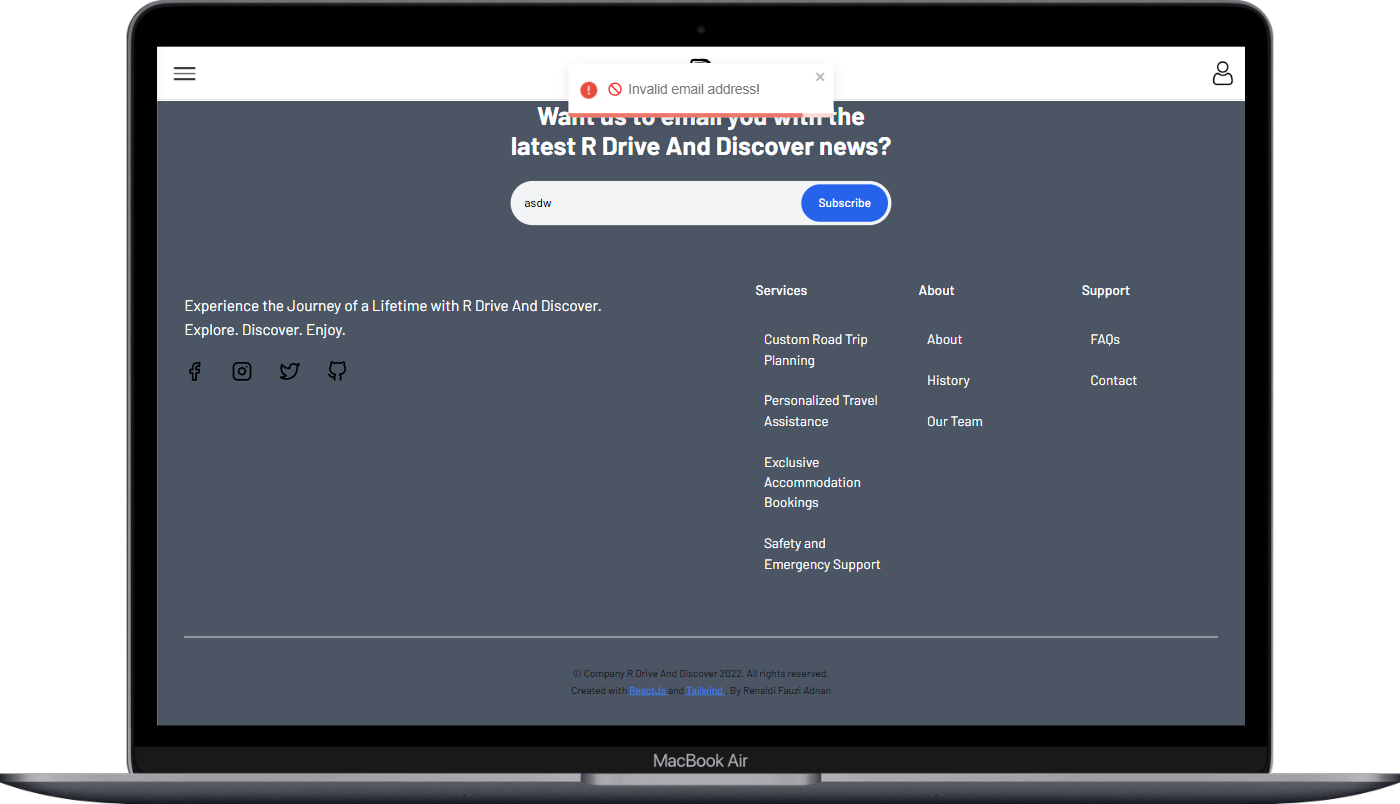 Invalid email address!
Want us to email you with the
latest R Drive And Discover news?
asdw
Subscribe
Experience the Journey of a Lifetime with R Drive And Discover.
Explore. Discover. Enjoy.
Services
Custom Road Trip
Planning
Personalized Travel
Assistance
Exclusive
Accommodation
Bookings
Safety and
Emergency Support
About
About
History
Our Team
Support
FAQs
Contact
© Company R Drive And Discover 2022. All rights reserved.
Created with ReactJs and Tailwind . By Renaldi Fauzi Adnan
MacBook Air